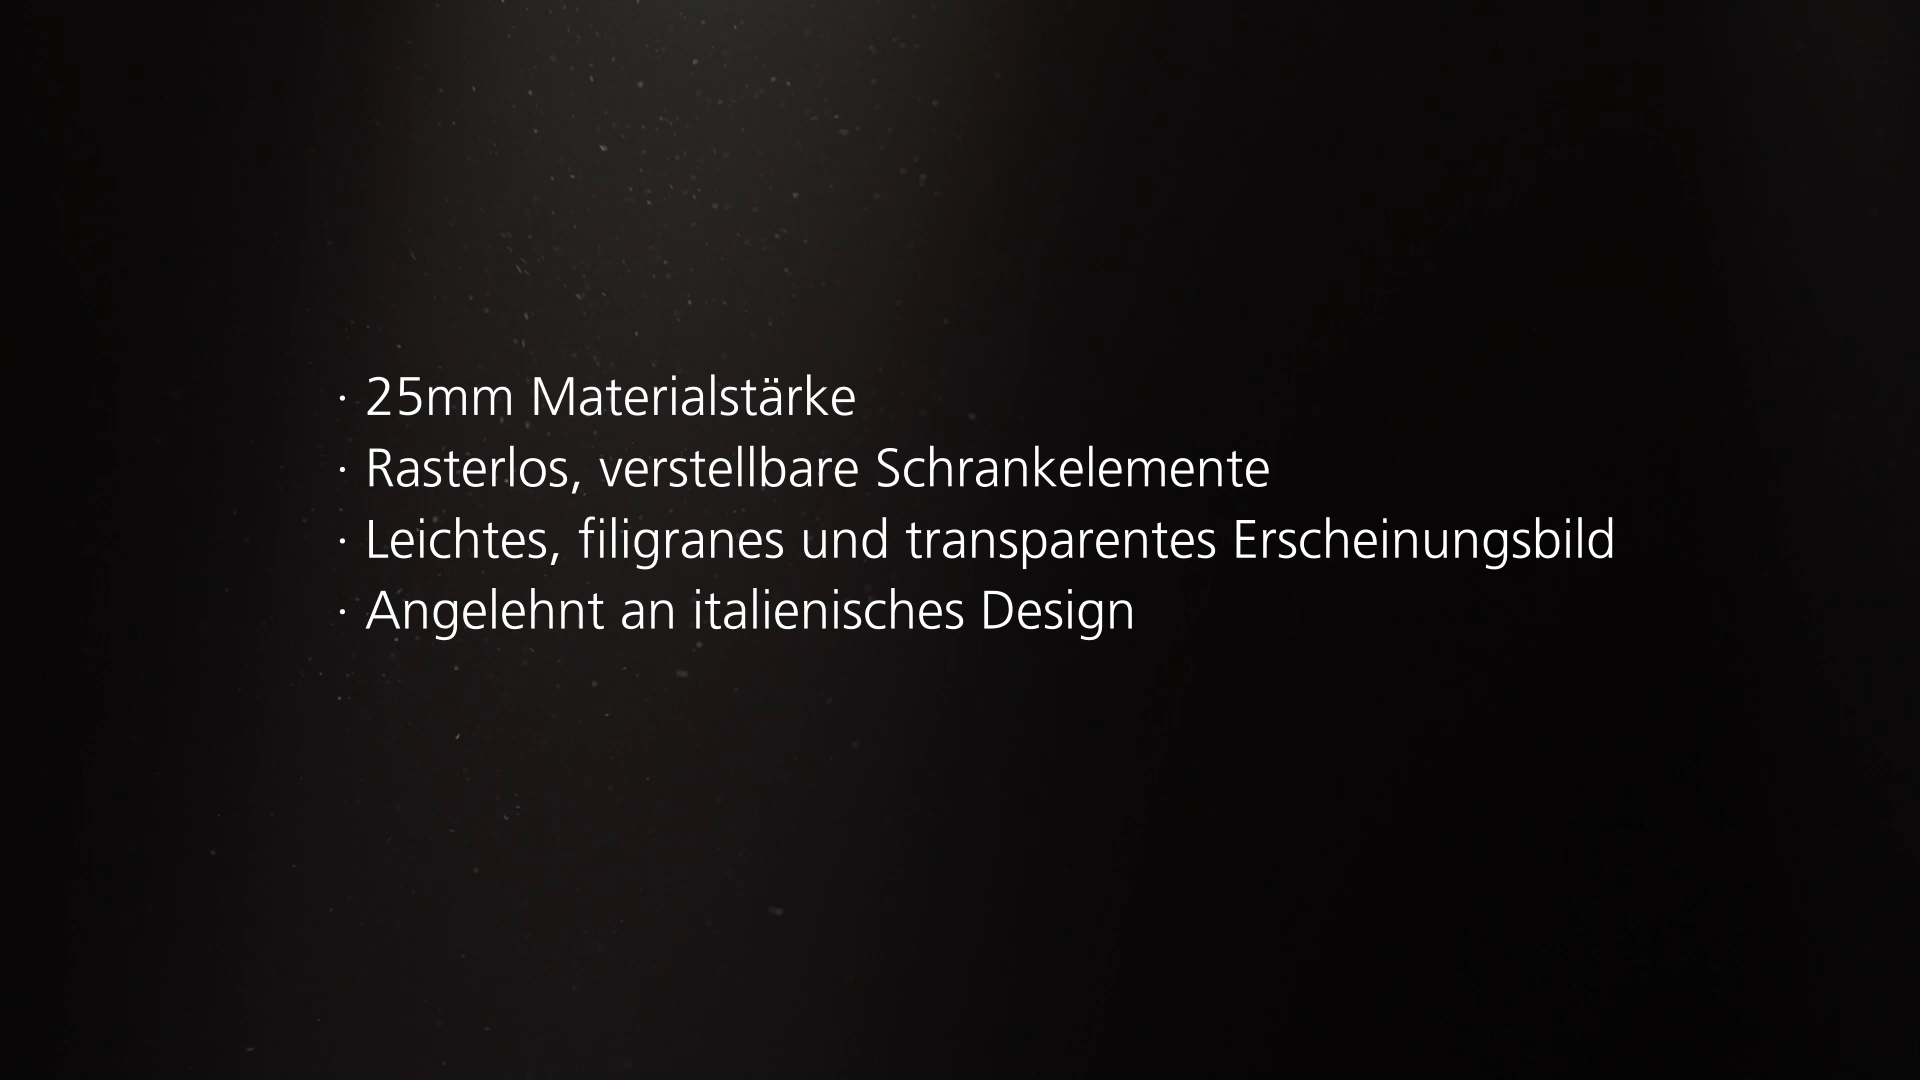 · 25mm Materialstärke
· Rasterlos, verstellbare Schrankelemente
· Leichtes, filigranes und transparentes Erscheinungsbild
· Angelehnt an italienisches Design